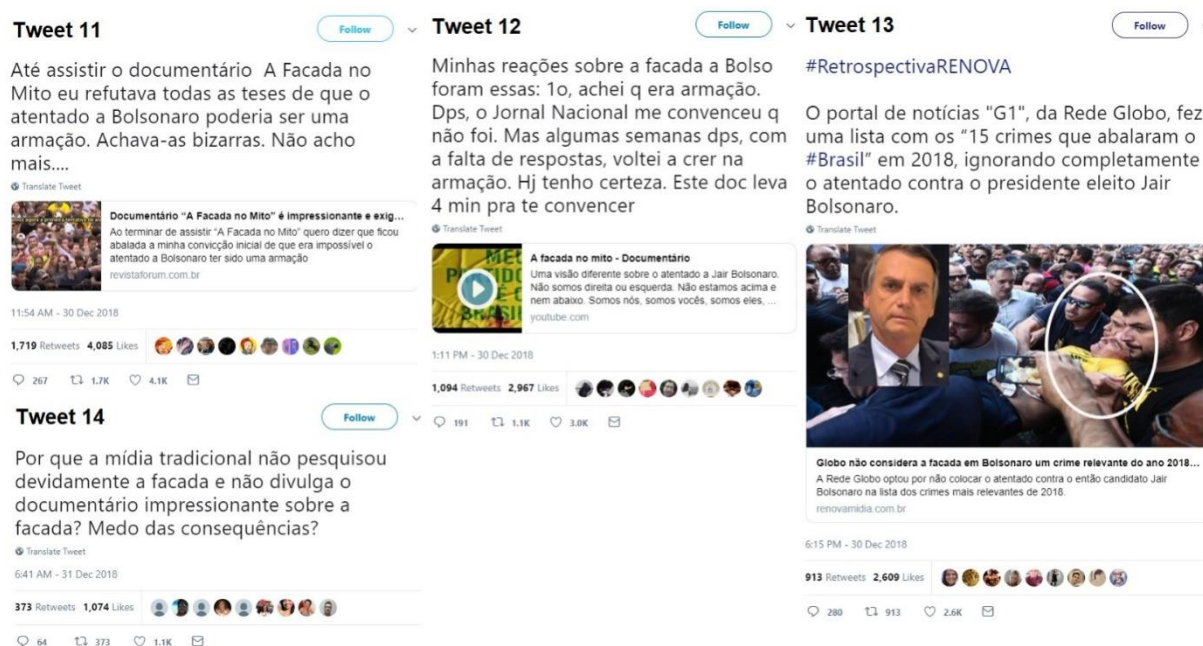 Tweet 11
Follow
Até assistir o documentário A Facada no
Mito eu refutava todas as teses de que o
atentado a Bolsonaro poderia ser uma
armação. Achava-as bizarras. Não acho
mais....
Translate Tweet
Documentário “A Facada no Mito” é impressionante e exig...
Ao terminar de assistir “A Facada no Mito” quero dizer que ficou
abalada a minha convicção inicial de que era impossível o
atentado a Bolsonaro ter sido uma armação
revistaforum.com.br
11:54 AM - 30 Dec 2018
1,719 Retweets 4,085 Likes
267 1.7K 4.1K
Tweet 12
Follow
Minhas reações sobre a facada a Bolso
foram essas: 1o, achei q era armação.
Dps, o Jornal Nacional me convenceu q
não foi. Mas algumas semanas dps, com
a falta de respostas, voltei a crer na
armação. Hj tenho certeza. Este doc leva
4 min pra te convencer
Translate Tweet
A facada no mito - Documentário
Uma visão diferente sobre o atentado a Jair Bolsonaro.
Não somos direita ou esquerda. Não estamos acima e
nem abaixo. Somos nós, somos vocês, somos eles, ...
youtube.com
1:11 PM - 30 Dec 2018
1,094 Retweets 2,967 Likes
191 1.1K 3.0K
Tweet 13
Follow
#RetrospectivaRENOVA
O portal de notícias "G1", da Rede Globo, fez
uma lista com os “15 crimes que abalaram o
#Brasil” em 2018, ignorando completamente
o atentado contra o presidente eleito Jair
Bolsonaro.
Translate Tweet
Globo não considera a facada em Bolsonaro um crime relevante do ano 2018...
A Rede Globo optou por não colocar o atentado contra o então candidato Jair
Bolsonaro na lista dos crimes mais relevantes de 2018.
renovamidia.com.br
6:15 PM - 30 Dec 2018
913 Retweets 2,609 Likes
280 913 2.6K
Tweet 14
Follow
Por que a mídia tradicional não pesquisou
devidamente a facada e não divulga o
documentário impressionante sobre a
facada? Medo das consequências?
Translate Tweet
6:41 AM - 31 Dec 2018
373 Retweets 1,074 Likes
64 373 1.1K